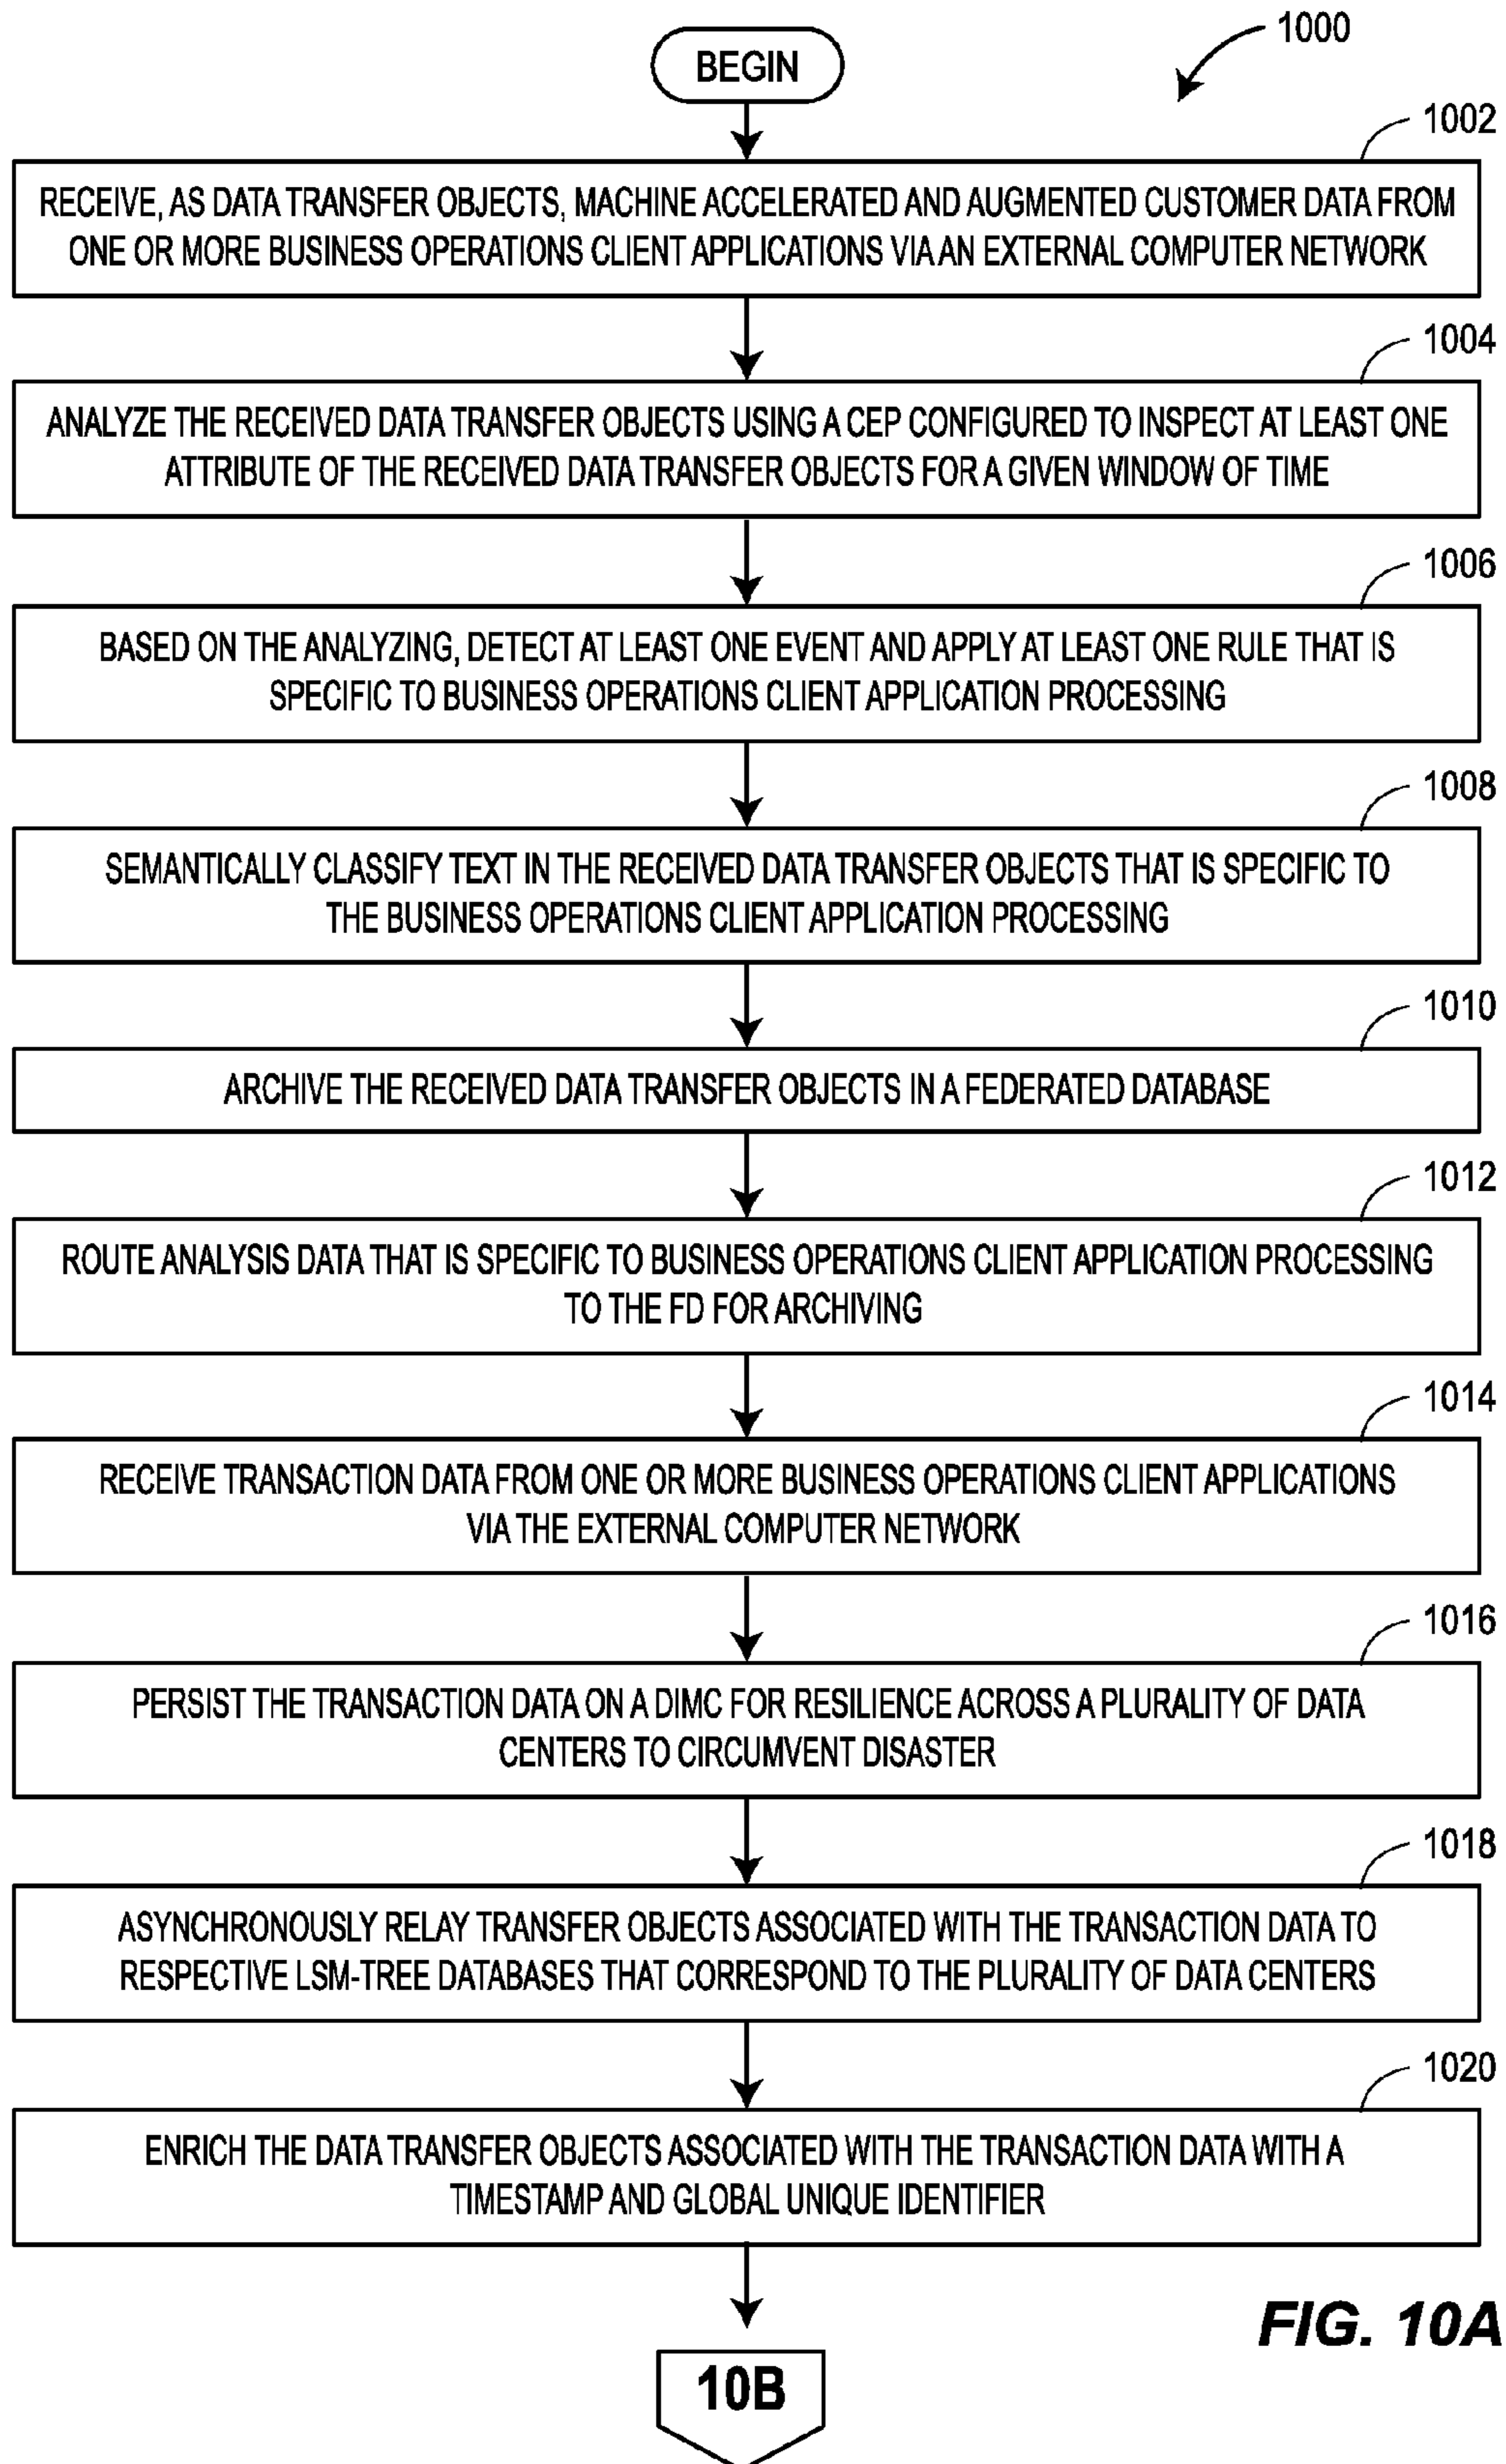 BEGIN
1000
1002
RECEIVE, AS DATA TRANSFER OBJECTS, MACHINE ACCELERATED AND AUGMENTED CUSTOMER DATA FROM
ONE OR MORE BUSINESS OPERATIONS CLIENT APPLICATIONS VIA AN EXTERNAL COMPUTER NETWORK
1004
ANALYZE THE RECEIVED DATA TRANSFER OBJECTS USING A CEP CONFIGURED TO INSPECT AT LEAST ONE
ATTRIBUTE OF THE RECEIVED DATA TRANSFER OBJECTS FOR A GIVEN WINDOW OF TIME
1006
BASED ON THE ANALYZING, DETECT AT LEAST ONE EVENT AND APPLY AT LEAST ONE RULE THAT IS
SPECIFIC TO BUSINESS OPERATIONS CLIENT APPLICATION PROCESSING
1008
SEMANTICALLY CLASSIFY TEXT IN THE RECEIVED DATA TRANSFER OBJECTS THAT IS SPECIFIC TO
THE BUSINESS OPERATIONS CLIENT APPLICATION PROCESSING
1010
ARCHIVE THE RECEIVED DATA TRANSFER OBJECTS IN A FEDERATED DATABASE
1012
ROUTE ANALYSIS DATA THAT IS SPECIFIC TO BUSINESS OPERATIONS CLIENT APPLICATION PROCESSING
TO THE FD FOR ARCHIVING
1014
RECEIVE TRANSACTION DATA FROM ONE OR MORE BUSINESS OPERATIONS CLIENT APPLICATIONS
VIA THE EXTERNAL COMPUTER NETWORK
1016
PERSIST THE TRANSACTION DATA ON A DIMC FOR RESILIENCE ACROSS A PLURALITY OF DATA
CENTERS TO CIRCUMVENT DISASTER
1018
ASYNCHRONOUSLY RELAY TRANSFER OBJECTS ASSOCIATED WITH THE TRANSACTION DATA TO
RESPECTIVE LSM-TREE DATABASES THAT CORRESPOND TO THE PLURALITY OF DATA CENTERS
1020
ENRICH THE DATA TRANSFER OBJECTS ASSOCIATED WITH THE TRANSACTION DATA WITH A
TIMESTAMP AND GLOBAL UNIQUE IDENTIFIER
FIG. 10A
10B